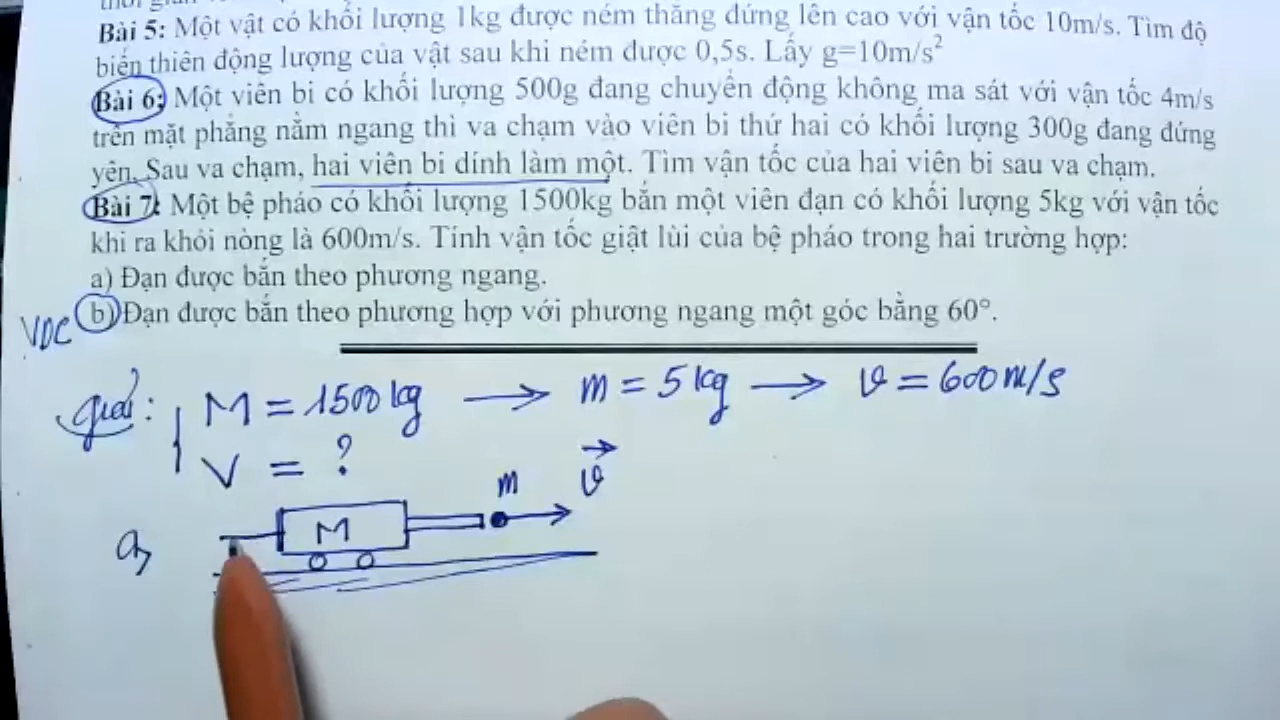 Bài 5: Một vật có khối lượng 1kg được ném thẳng đứng lên cao với vận tốc 10m/s. Tìm độ
biến thiên động lượng của vật sau khi ném được 0,5s. Lấy g=10m/s²
Bài 6: Một viên bi có khối lượng 500g đang chuyển động không ma sát với vận tốc 4m/s
trên mặt phẳng nằm ngang thì va chạm vào viên bi thứ hai có khối lượng 300g đang đứng
yên. Sau va chạm, hai viên bi dính làm một. Tìm vận tốc của hai viên bi sau va chạm.
Bài 7: Một bệ pháo có khối lượng 1500kg bắn một viên đạn có khối lượng 5kg với vận tốc
khi ra khỏi nòng là 600m/s. Tính vận tốc giật lùi của bệ pháo trong hai trường hợp:
a) Đạn được bắn theo phương ngang.
VDC b) Đạn được bắn theo phương hợp với phương ngang một góc bằng 60°.
Giải: M = 1500kg → m = 5kg → v = 600m/s
V = ?
m v⃗
a, M